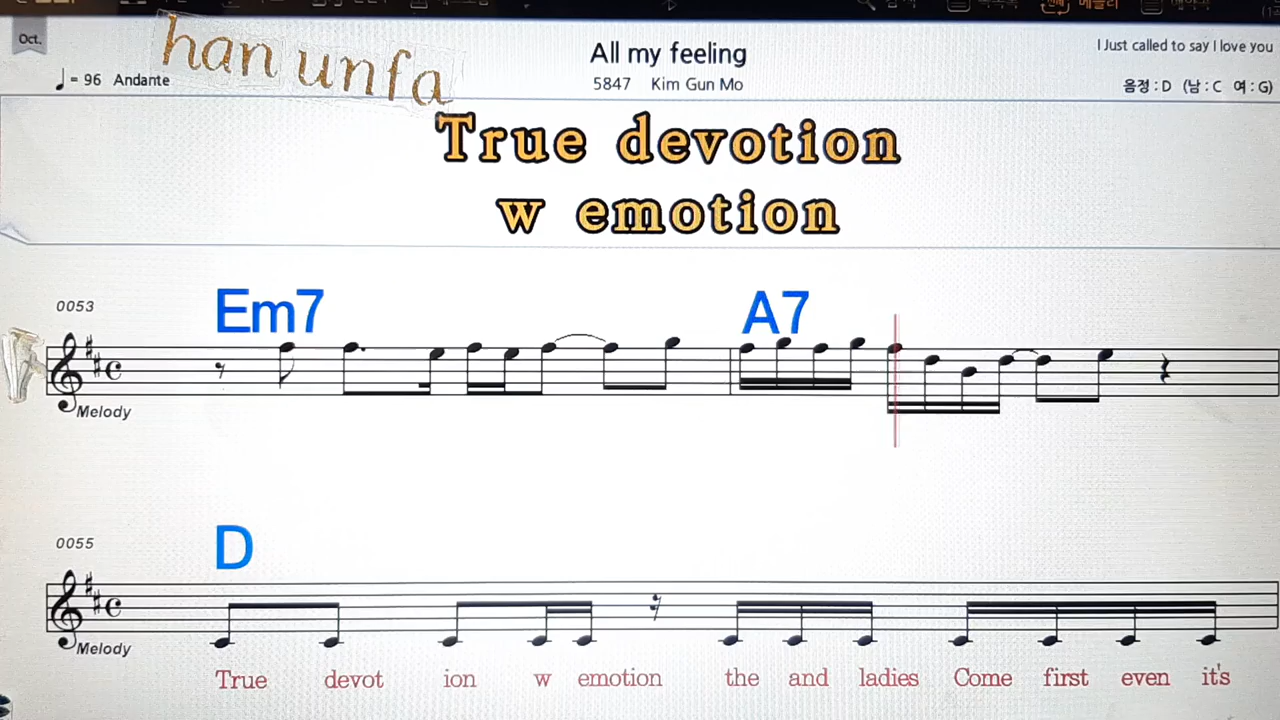 Oct.
han unfa
♩= 96 Andante
All my feeling
5847 Kim Gun Mo
I Just called to say I love you
음정 : D (남 : C 여 : G)
True devotion
w emotion
0053
Em7 A7
Melody
0055
D
Melody
True devot ion w emotion the and ladies Come first even it's